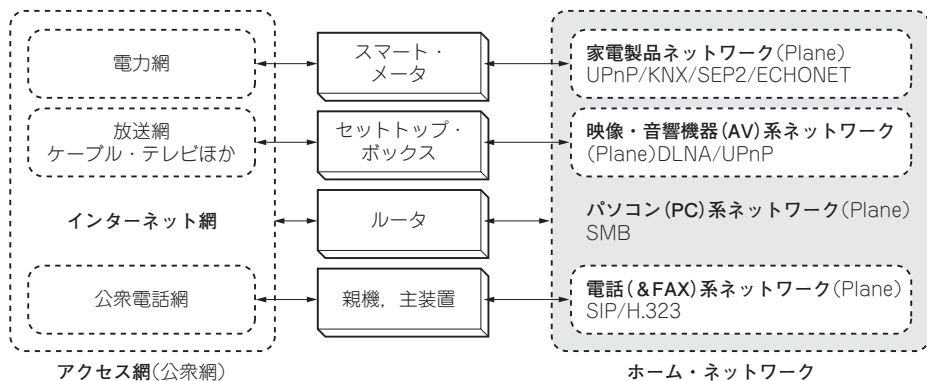 電力網
スマート・
メータ
家電製品ネットワーク(Plane)
UPnP/KNX/SEP2/ECHONET
放送網
ケーブル・テレビほか
セットトップ・
ボックス
映像・音響機器(AV)系ネットワーク
(Plane)DLNA/UPnP
インターネット網
ルータ
パソコン(PC)系ネットワーク(Plane)
SMB
公衆電話網
親機，主装置
電話(&FAX)系ネットワーク(Plane)
SIP/H.323
アクセス網(公衆網)
ホーム・ネットワーク